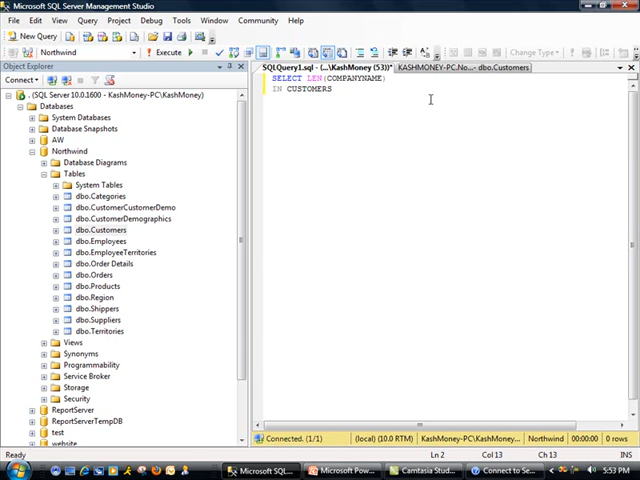 Microsoft SQL Server Management Studio
File Edit View Query Project Debug Tools Window Community Help
New Query
Northwind Execute Change Type
Object Explorer
SQLQuery1.sql - (...\KashMoney (53))* KASHMONEY-PC.No...- dbo.Customers
Connect
SELECT LEN(COMPANYNAME)
IN CUSTOMERS
. (SQL Server 10.0.1600 - KashMoney-PC\KashMoney)
Databases
System Databases
Database Snapshots
AW
Northwind
Database Diagrams
Tables
System Tables
dbo.Categories
dbo.CustomerCustomerDemo
dbo.CustomerDemographics
dbo.Customers
dbo.Employees
dbo.EmployeeTerritories
dbo.Order Details
dbo.Orders
dbo.Products
dbo.Region
dbo.Shippers
dbo.Suppliers
dbo.Territories
Views
Synonyms
Programmability
Service Broker
Storage
Security
ReportServer
ReportServerTempDB
test
website
Connected. (1/1) (local) (10.0 RTM) KashMoney-PC\KashMoney... Northwind 00:00:00 0 rows
Ready Ln 2 Col 13 Ch 13 INS
Microsoft SQL... Microsoft Pow... Camtasia Stud... Connect to Se... 5:53 PM